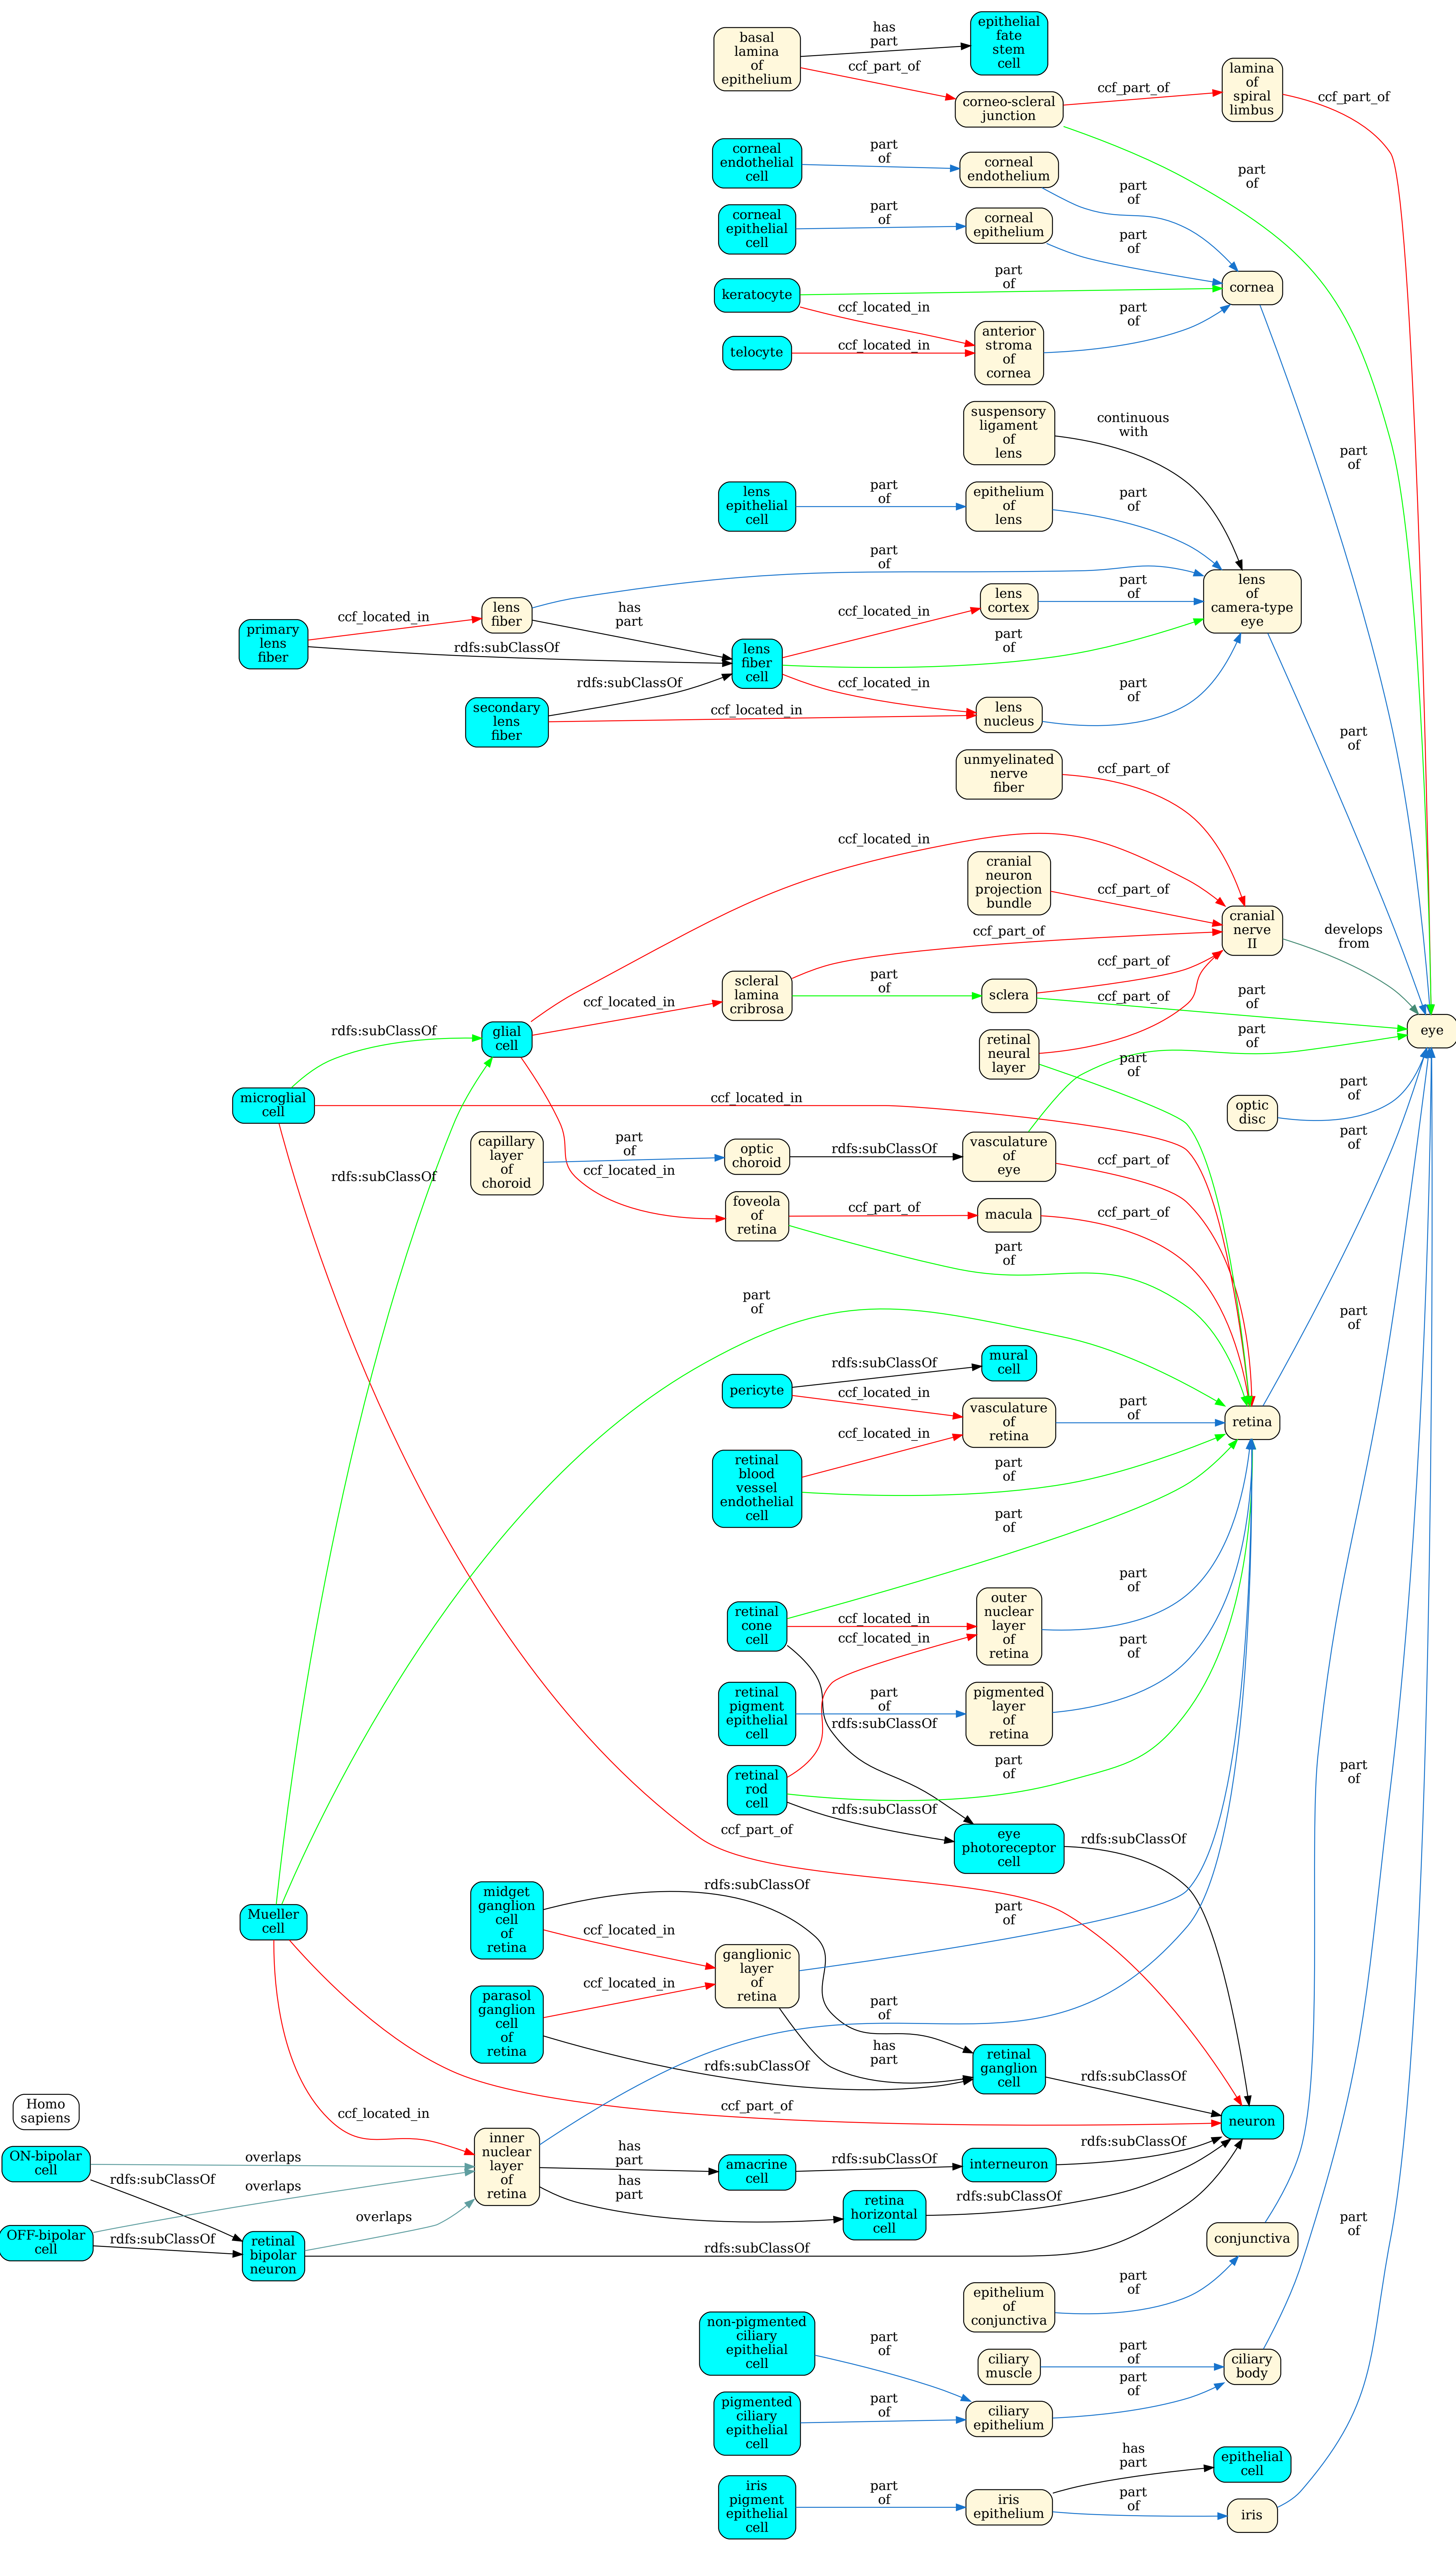 basal
lamina
of
epithelium
has
part
epithelial
fate
stem
cell
ccf_part_of
corneo-scleral
junction
ccf_part_of
lamina
of
spiral
limbus
ccf_part_of
part
of
corneal
endothelial
cell
part
of
corneal
endothelium
part
of
corneal
epithelial
cell
part
of
corneal
epithelium
part
of
keratocyte
part
of
cornea
ccf_located_in
telocyte
ccf_located_in
anterior
stroma
of
cornea
part
of
part
of
suspensory
ligament
of
lens
continuous
with
lens
epithelial
cell
part
of
epithelium
of
lens
part
of
part
of
lens
of
camera-type
eye
primary
lens
fiber
ccf_located_in
lens
fiber
has
part
rdfs:subClassOf
lens
fiber
cell
ccf_located_in
lens
cortex
part
of
part
of
secondary
lens
fiber
rdfs:subClassOf
ccf_located_in
ccf_located_in
lens
nucleus
part
of
part
of
unmyelinated
nerve
fiber
ccf_part_of
ccf_located_in
cranial
neuron
projection
bundle
ccf_part_of
cranial
nerve
II
develops
from
ccf_part_of
scleral
lamina
cribrosa
part
of
sclera
ccf_part_of
ccf_part_of
part
of
glial
cell
ccf_located_in
rdfs:subClassOf
retinal
neural
layer
part
of
part
of
eye
microglial
cell
ccf_located_in
optic
disc
part
of
part
of
rdfs:subClassOf
capillary
layer
of
choroid
part
of
optic
choroid
rdfs:subClassOf
vasculature
of
eye
ccf_part_of
ccf_located_in
foveola
of
retina
ccf_part_of
macula
ccf_part_of
part
of
part
of
part
of
pericyte
rdfs:subClassOf
mural
cell
ccf_located_in
vasculature
of
retina
part
of
retina
retinal
blood
vessel
endothelial
cell
ccf_located_in
part
of
part
of
retinal
cone
cell
ccf_located_in
ccf_located_in
outer
nuclear
layer
of
retina
part
of
retinal
pigment
epithelial
cell
part
of
rdfs:subClassOf
pigmented
layer
of
retina
part
of
retinal
rod
cell
part
of
rdfs:subClassOf
part
of
ccf_part_of
eye
photoreceptor
cell
rdfs:subClassOf
Mueller
cell
midget
ganglion
cell
of
retina
rdfs:subClassOf
ccf_located_in
part
of
ganglionic
layer
of
retina
parasol
ganglion
cell
of
retina
ccf_located_in
part
of
has
part
rdfs:subClassOf
retinal
ganglion
cell
rdfs:subClassOf
ccf_part_of
neuron
Homo
sapiens
ccf_located_in
ON-bipolar
cell
overlaps
rdfs:subClassOf
overlaps
inner
nuclear
layer
of
retina
has
part
amacrine
cell
rdfs:subClassOf
interneuron
rdfs:subClassOf
has
part
retina
horizontal
cell
rdfs:subClassOf
OFF-bipolar
cell
rdfs:subClassOf
retinal
bipolar
neuron
overlaps
rdfs:subClassOf
conjunctiva
part
of
epithelium
of
conjunctiva
part
of
non-pigmented
ciliary
epithelial
cell
part
of
ciliary
muscle
part
of
ciliary
body
pigmented
ciliary
epithelial
cell
part
of
ciliary
epithelium
part
of
iris
pigment
epithelial
cell
part
of
iris
epithelium
has
part
epithelial
cell
part
of
iris